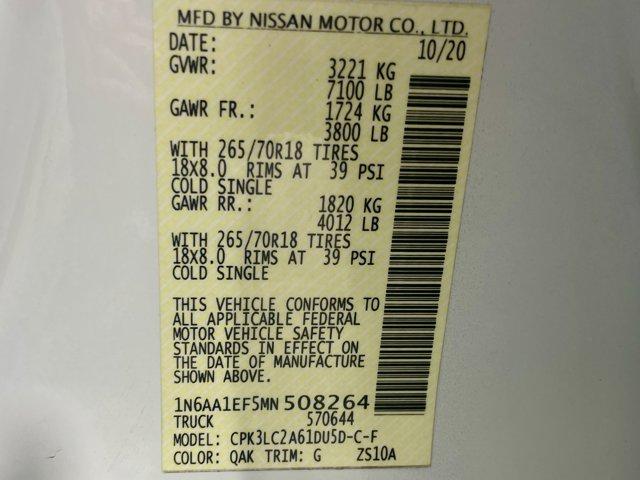 MFD BY NISSAN MOTOR CO., LTD.
DATE: 10/20
GVWR: 3221 KG
7100 LB
GAWR FR.: 1724 KG
3800 LB
WITH 265/70R18 TIRES
18X8.0 RIMS AT 39 PSI
COLD SINGLE
GAWR RR.: 1820 KG
4012 LB
WITH 265/70R18 TIRES
18X8.0 RIMS AT 39 PSI
COLD SINGLE
THIS VEHICLE CONFORMS TO
ALL APPLICABLE FEDERAL
MOTOR VEHICLE SAFETY
STANDARDS IN EFFECT ON
THE DATE OF MANUFACTURE
SHOWN ABOVE.
1N6AA1EF5MN508264
TRUCK 570644
MODEL: CPK3LC2A61DU5D-C-F
COLOR: QAK TRIM: G ZS10A